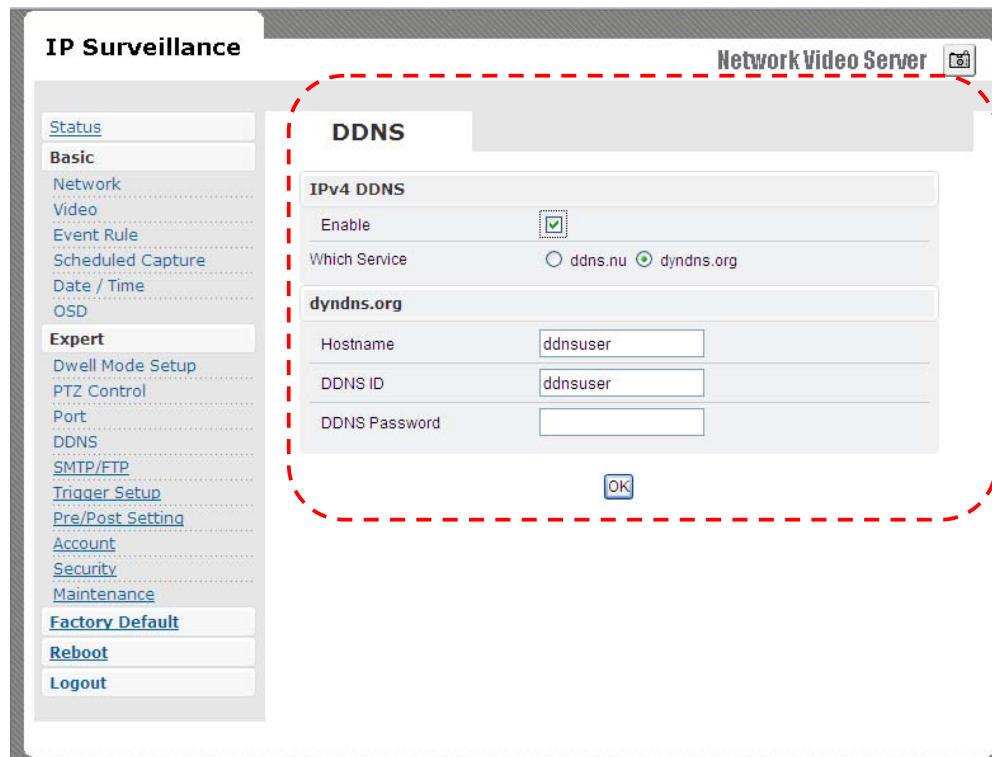 IP Surveillance
Network Video Server
Status
Basic
Network
Video
Event Rule
Scheduled Capture
Date / Time
OSD
Expert
Dwell Mode Setup
PTZ Control
Port
DDNS
SMTP/FTP
Trigger Setup
Pre/Post Setting
Account
Security
Maintenance
Factory Default
Reboot
Logout
DDNS
IPv4 DDNS
Enable
Which Service ddns.nu dyndns.org
dyndns.org
Hostname ddnsuser
DDNS ID ddnsuser
DDNS Password
OK